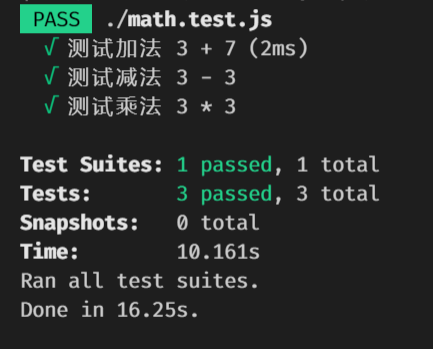 PASS ./math.test.js
√ 测试加法 3 + 7 (2ms)
√ 测试减法 3 - 3
√ 测试乘法 3 * 3
Test Suites: 1 passed, 1 total
Tests: 3 passed, 3 total
Snapshots: 0 total
Time: 10.161s
Ran all test suites.
Done in 16.25s.